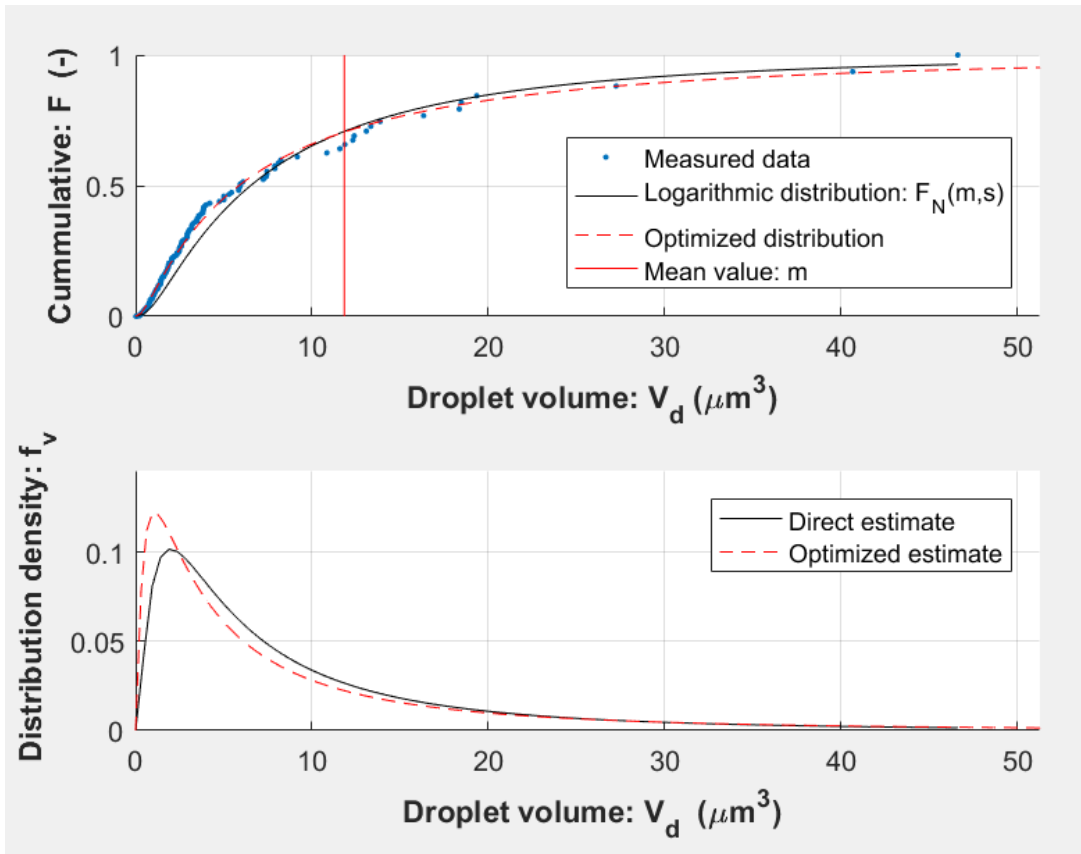 Cummulative: F (-)
1
0.5
0
0
10
20
30
40
50
Measured data
Logarithmic distribution: F_N(m,s)
Optimized distribution
Mean value: m
Droplet volume: V_d (μm^3)
Distribution density: f_v
0.1
0.05
0
0
10
20
30
40
50
Direct estimate
Optimized estimate
Droplet volume: V_d (μm^3)